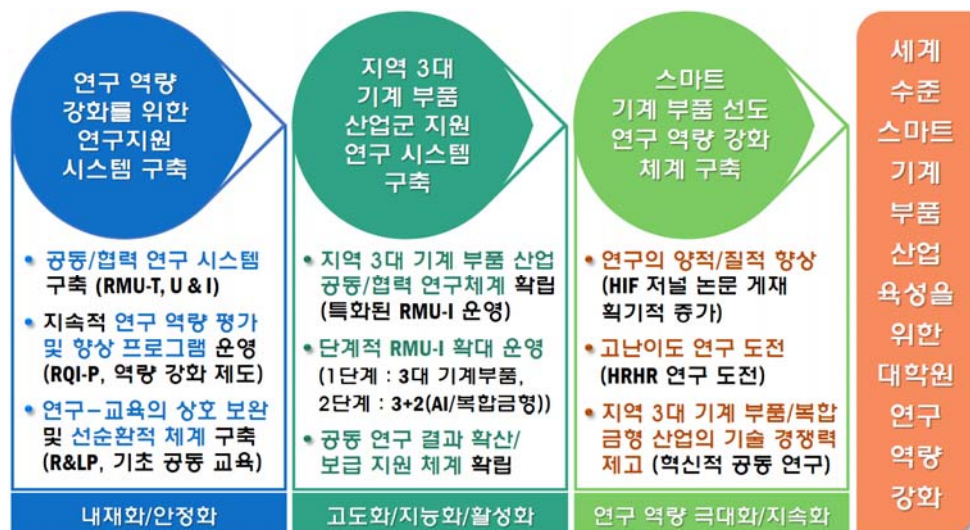 연구 역량
강화를 위한
연구지원
시스템 구축
• 공동/협력 연구 시스템
구축 (RMU-T, U & I)
• 지속적 연구 역량 평가
및 향상 프로그램 운영
(RQI-P, 역량 강화 제도)
• 연구-교육의 상호 보완
및 선순환적 체계 구축
(R&LP, 기초 공동 교육)
내재화/안정화
지역 3대
기계 부품
산업군 지원
연구 시스템
구축
• 지역 3대 기계 부품 산업
공동/협력 연구체계 확립
(특화된 RMU-I 운영)
• 단계적 RMU-I 확대 운영
(1단계 : 3대 기계부품,
2단계 : 3+2(AI/복합금형))
• 공동 연구 결과 확산/
보급 지원 체계 확립
고도화/지능화/활성화
스마트
기계 부품 선도
연구 역량 강화
체계 구축
• 연구의 양적/질적 향상
(HIF 저널 논문 게재
획기적 증가)
• 고난이도 연구 도전
(HRHR 연구 도전)
• 지역 3대 기계 부품/복합
금형 산업의 기술 경쟁력
제고 (혁신적 공동 연구)
연구 역량 극대화/지속화
세계
수준
스마트
기계
부품
산업
육성을
위한
대학원
연구
역량
강화